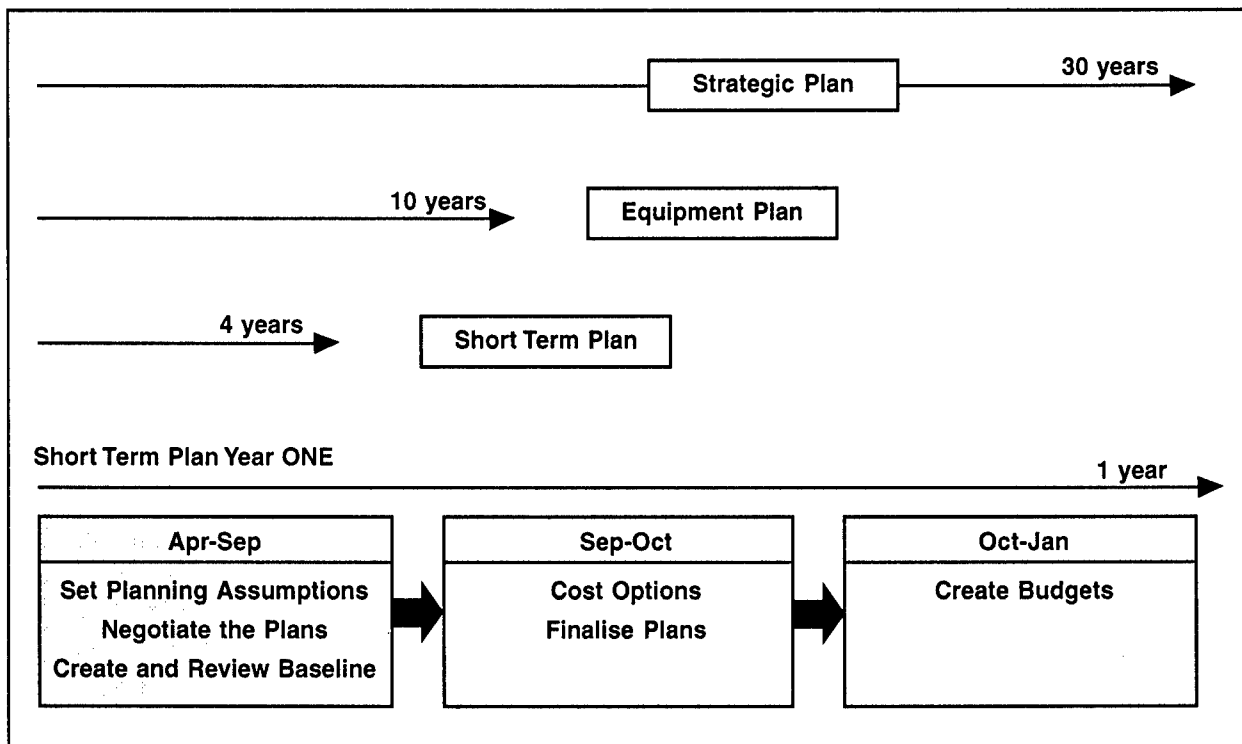 Strategic Plan
30 years
10 years
Equipment Plan
4 years
Short Term Plan
Short Term Plan Year ONE
1 year
Apr-Sep
Set Planning Assumptions
Negotiate the Plans
Create and Review Baseline
Sep-Oct
Cost Options
Finalise Plans
Oct-Jan
Create Budgets